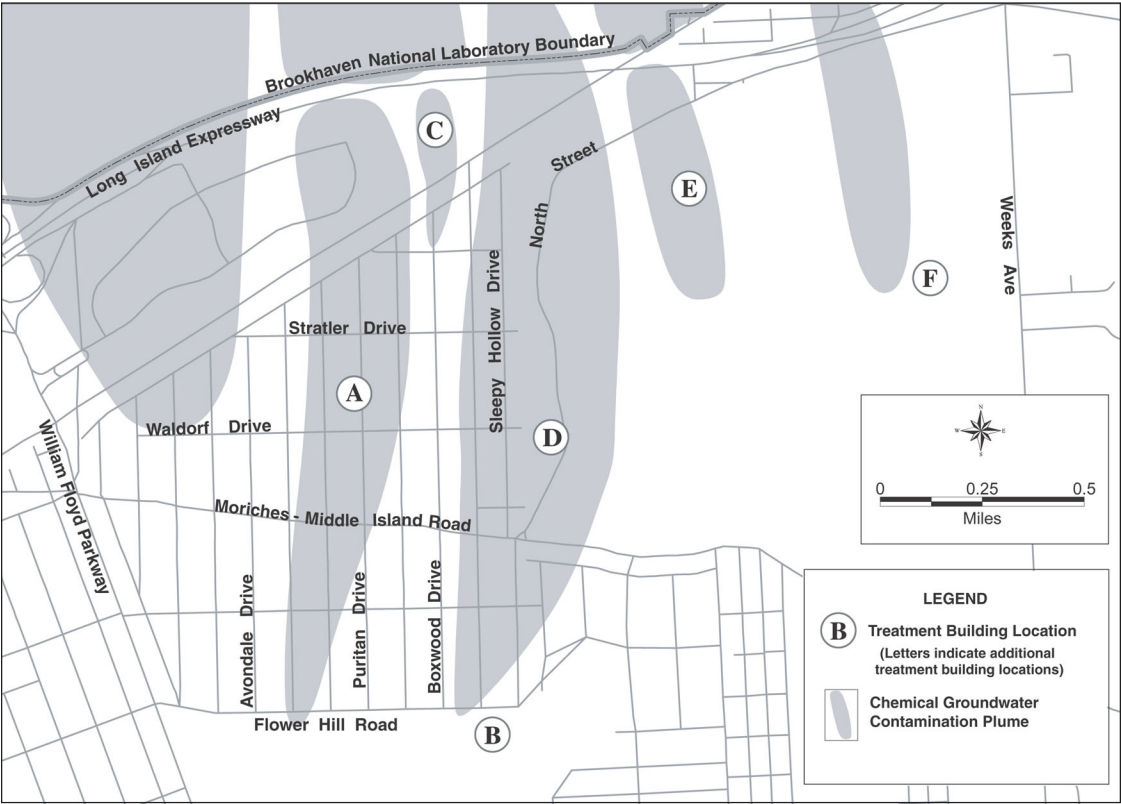 Brookhaven National Laboratory Boundary
Long Island Expressway
C
North Street
E
Weeks Ave
F
Sleepy Hollow Drive
Stratler Drive
A
Waldorf Drive
D
William Floyd Parkway
Moriches - Middle Island Road
Avondale Drive
Puritan Drive
Boxwood Drive
Flower Hill Road
B
N
W E
S
0 0.25 0.5
Miles
LEGEND
B Treatment Building Location
(Letters indicate additional
treatment building locations)
Chemical Groundwater
Contamination Plume